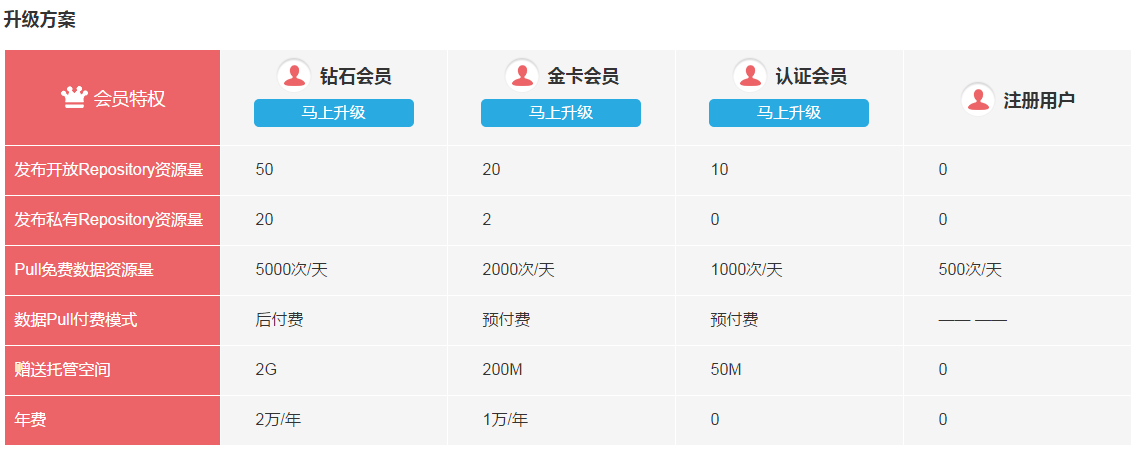 升级方案
会员特权 钻石会员 金卡会员 认证会员 注册用户
马上升级 马上升级 马上升级
发布开放Repository资源量 50 20 10 0
发布私有Repository资源量 20 2 0 0
Pull免费数据资源量 5000次/天 2000次/天 1000次/天 500次/天
数据Pull付费模式 后付费 预付费 预付费 —— ——
赠送托管空间 2G 200M 50M 0
年费 2万/年 1万/年 0 0